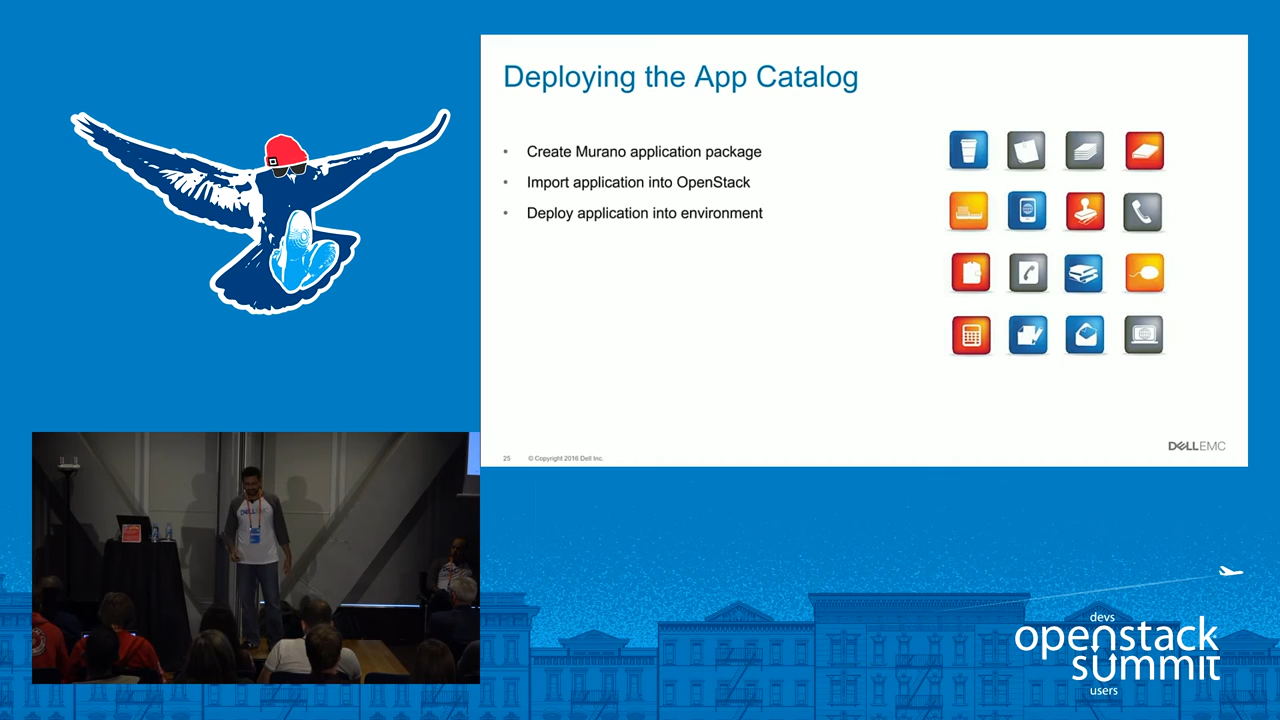 Deploying the App Catalog
• Create Murano application package
• Import application into OpenStack
• Deploy application into environment
25 © Copyright 2016 Dell Inc.
DELLEMC
DELLEMC
devs
openstack
summit
users